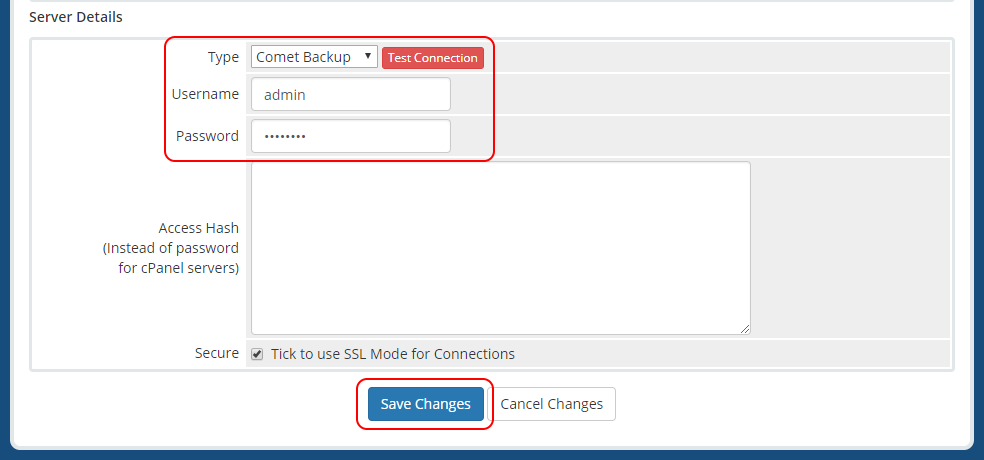 Server Details
Type Comet Backup Test Connection
Username admin
Password ••••••••
Access Hash
(Instead of password
for cPanel servers)
Secure Tick to use SSL Mode for Connections
Save Changes Cancel Changes